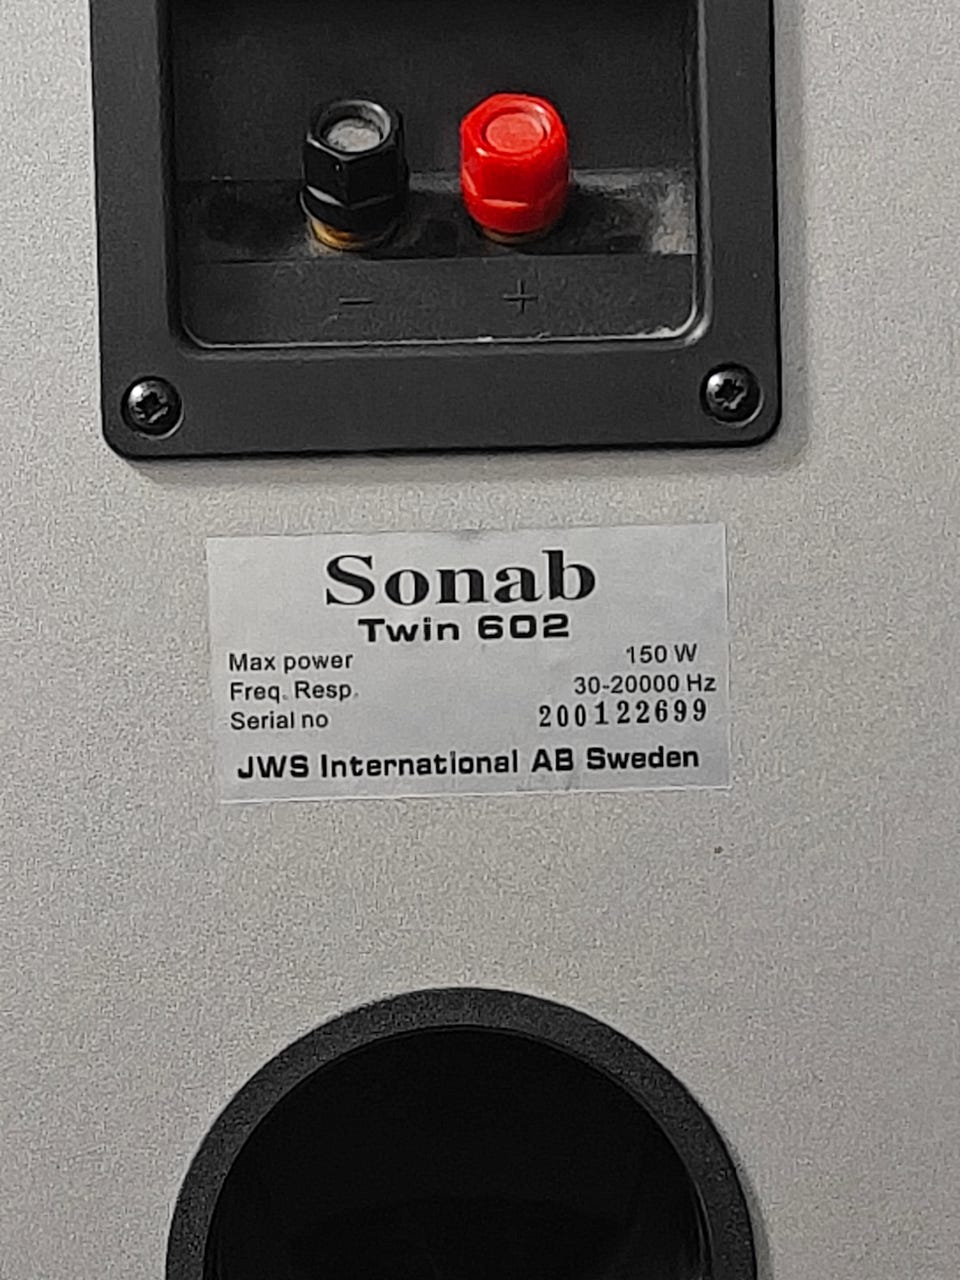 − +
Sonab
Twin 602
Max power 150 W
Freq. Resp. 30-20000 Hz
Serial no 200122699
JWS International AB Sweden